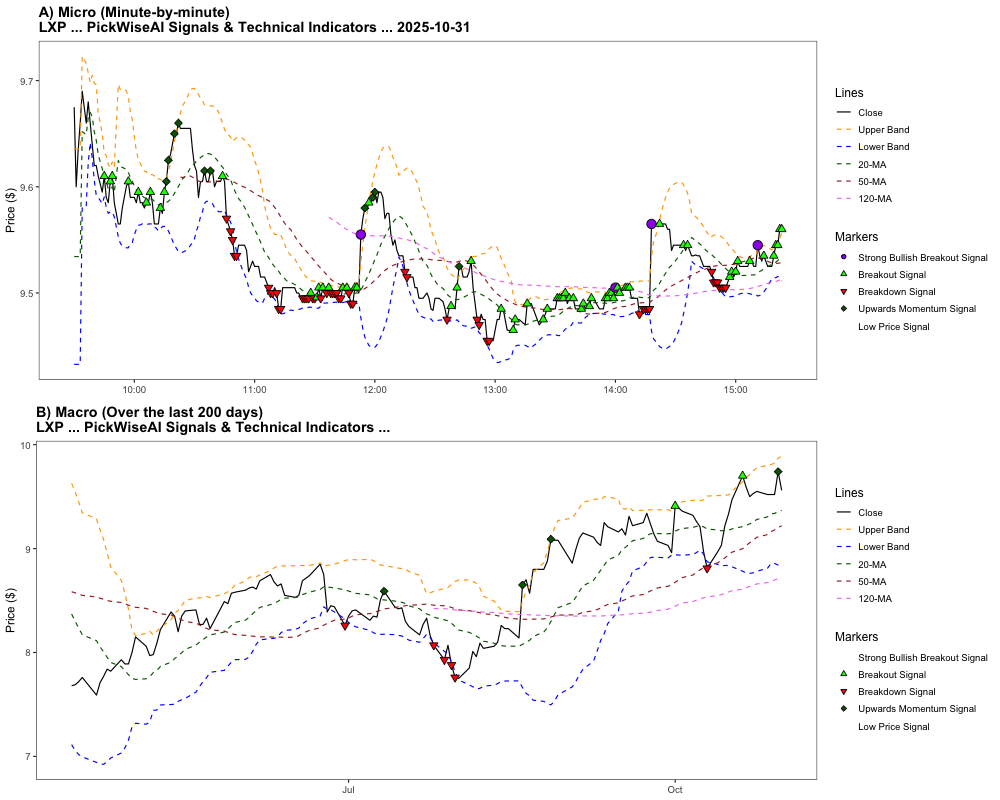 A) Micro (Minute-by-minute)
LXP ... PickWiseAI Signals & Technical Indicators ... 2025-10-31
Price ($)
9.7
9.6
9.5
10:00
11:00
12:00
13:00
14:00
15:00
Lines
Close
Upper Band
Lower Band
20-MA
50-MA
120-MA
Markers
Strong Bullish Breakout Signal
Breakout Signal
Breakdown Signal
Upwards Momentum Signal
Low Price Signal
B) Macro (Over the last 200 days)
LXP ... PickWiseAI Signals & Technical Indicators ...
Price ($)
10
9
8
7
Jul
Oct
Lines
Close
Upper Band
Lower Band
20-MA
50-MA
120-MA
Markers
Strong Bullish Breakout Signal
Breakout Signal
Breakdown Signal
Upwards Momentum Signal
Low Price Signal